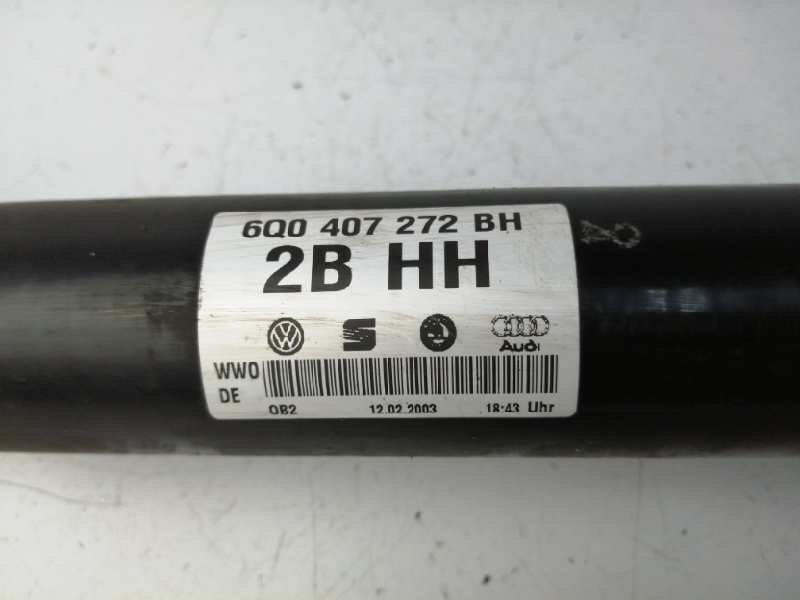 6Q0 407 272 BH
2B HH
Audi
WWO
DE
QB2 12.02.2003 18:43 Uhr